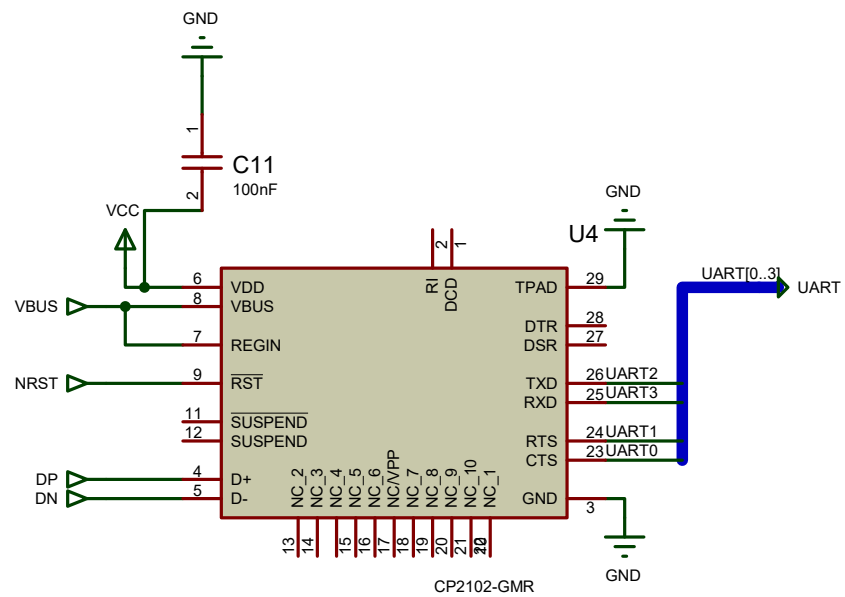 GND
1
C11
100nF
2
VCC
GND
U4
2
1
6
VDD
RI
DCD
TPAD
29
UART[0..3]
UART
VBUS
8
VBUS
7
REGIN
DTR
28
DSR
27
NRST
9
RST
TXD
26
UART2
RXD
25
UART3
11
SUSPEND
12
SUSPEND
RTS
24
UART1
CTS
23
UART0
DP
4
D+
DN
5
D-
NC_2
NC_3
NC_4
NC_5
NC_6
NC/VPP
NC_7
NC_8
NC_9
NC_10
NC_1
GND
3
13
14
15
16
17
18
19
20
21
GND
CP2102-GMR